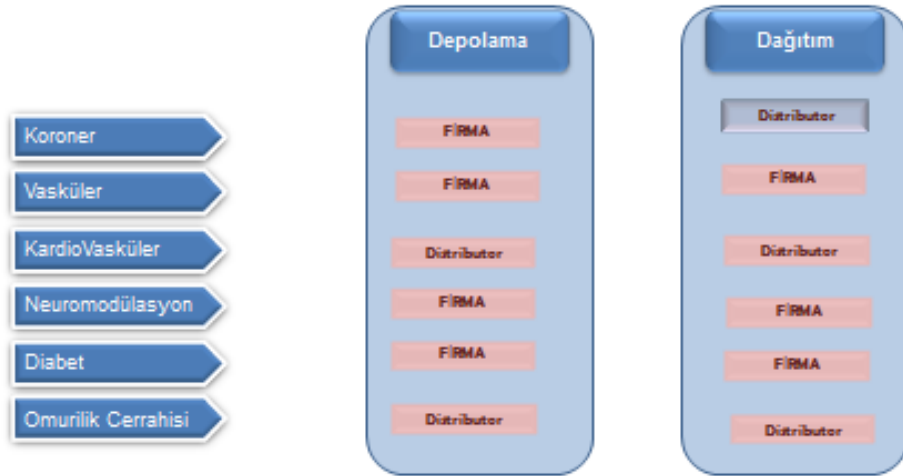 Depolama
Dağıtım
Koroner
FİRMA
Distributor
Vasküler
FİRMA
FİRMA
KardioVasküler
Distributor
Distributor
Neuromodülasyon
FİRMA
FİRMA
Diabet
FİRMA
FİRMA
Omurilik Cerrahisi
Distributor
Distributor